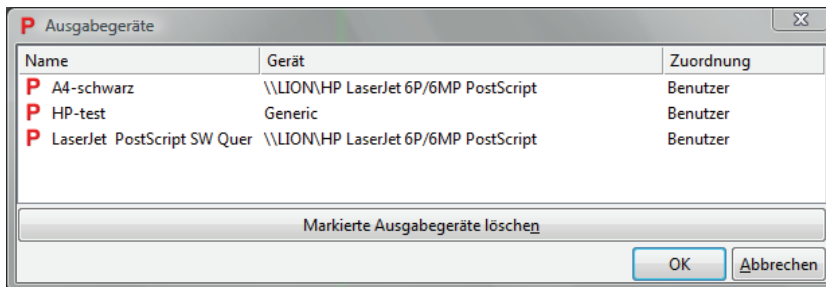 P Ausgabegeräte
Name Gerät Zuordnung
P A4-schwarz \\LION\HP LaserJet 6P/6MP PostScript Benutzer
P HP-test Generic Benutzer
P LaserJet PostScript SW Quer \\LION\HP LaserJet 6P/6MP PostScript Benutzer
Markierte Ausgabegeräte löschen
OK Abbrechen